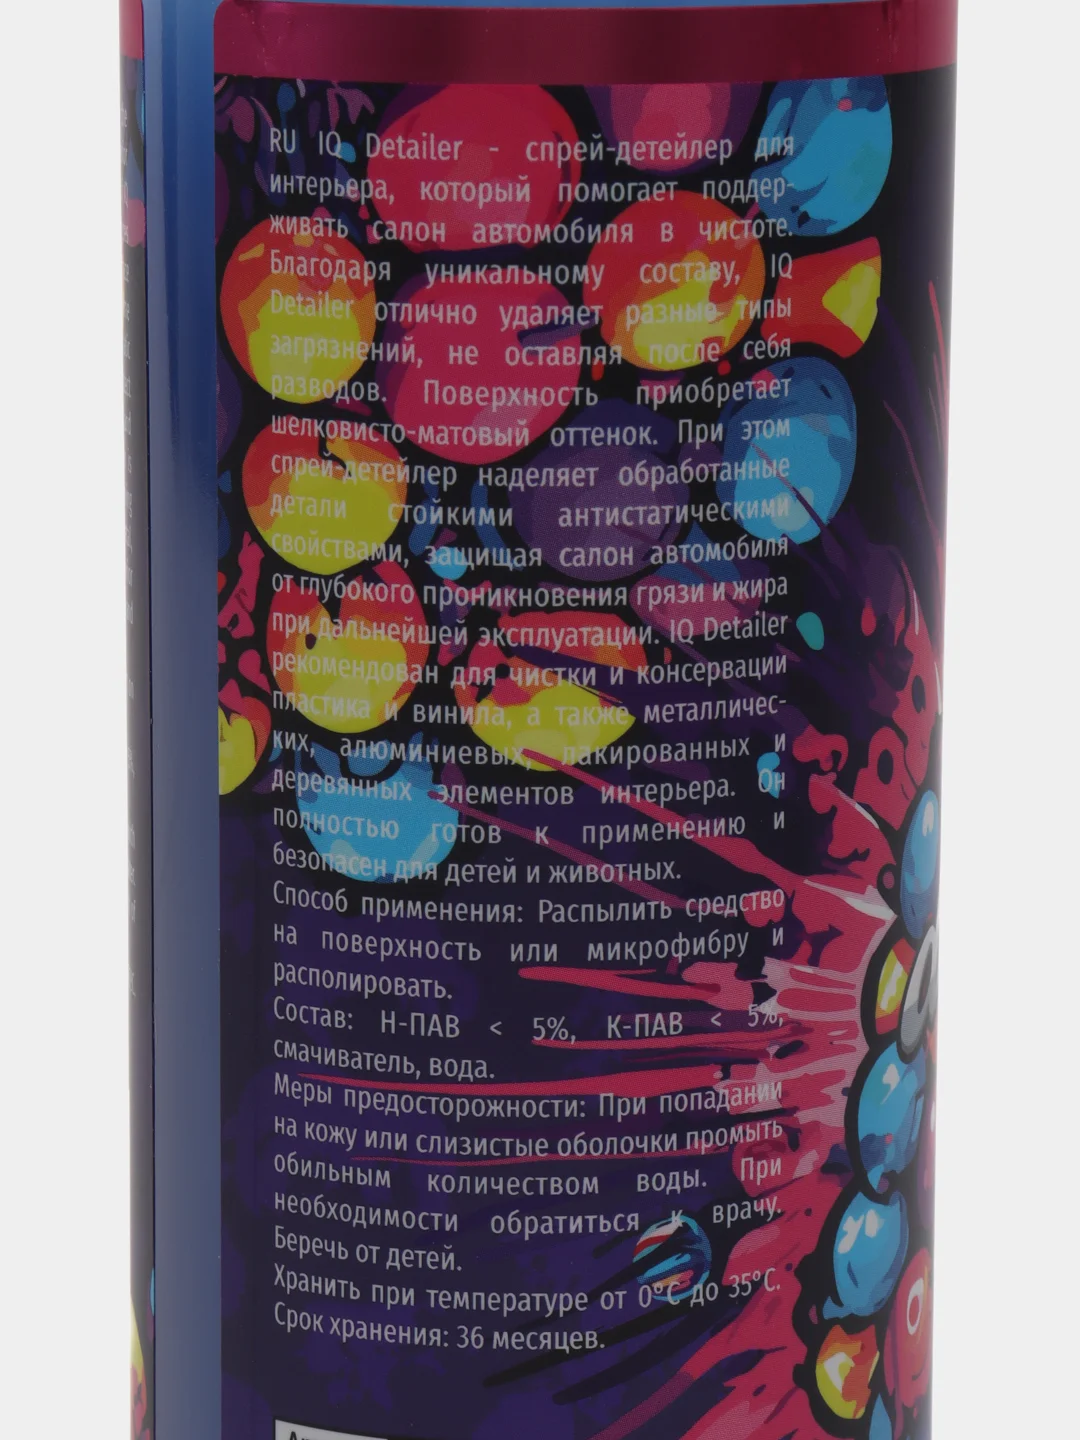 RU IQ Detailer - спрей-детейлер для
интерьера, который помогает поддер-
живать салон автомобиля в чистоте.
Благодаря уникальному составу, IQ
Detailer отлично удаляет разные типы
загрязнений, не оставляя после себя
разводов. Поверхность приобретает
шелковисто-матовый оттенок. При этом
спрей-детейлер наделяет обработанные
детали стойкими антистатическими
свойствами, защищая салон автомобиля
от глубокого проникновения грязи и жира
при дальнейшей эксплуатации. IQ Detailer
рекомендован для чистки и консервации
пластика и винила, а также металличес-
ких, алюминиевых, лакированных и
деревянных элементов интерьера. Он
полностью готов к применению и
безопасен для детей и животных.
Способ применения: Распылить средство
на поверхность или микрофибру и
располировать.
Состав: Н-ПАВ < 5%, К-ПАВ < 5%,
смачиватель, вода.
Меры предосторожности: При попадании
на кожу или слизистые оболочки промыть
обильным количеством воды. При
необходимости обратиться к врачу.
Беречь от детей.
Хранить при температуре от 0°C до 35°C.
Срок хранения: 36 месяцев.